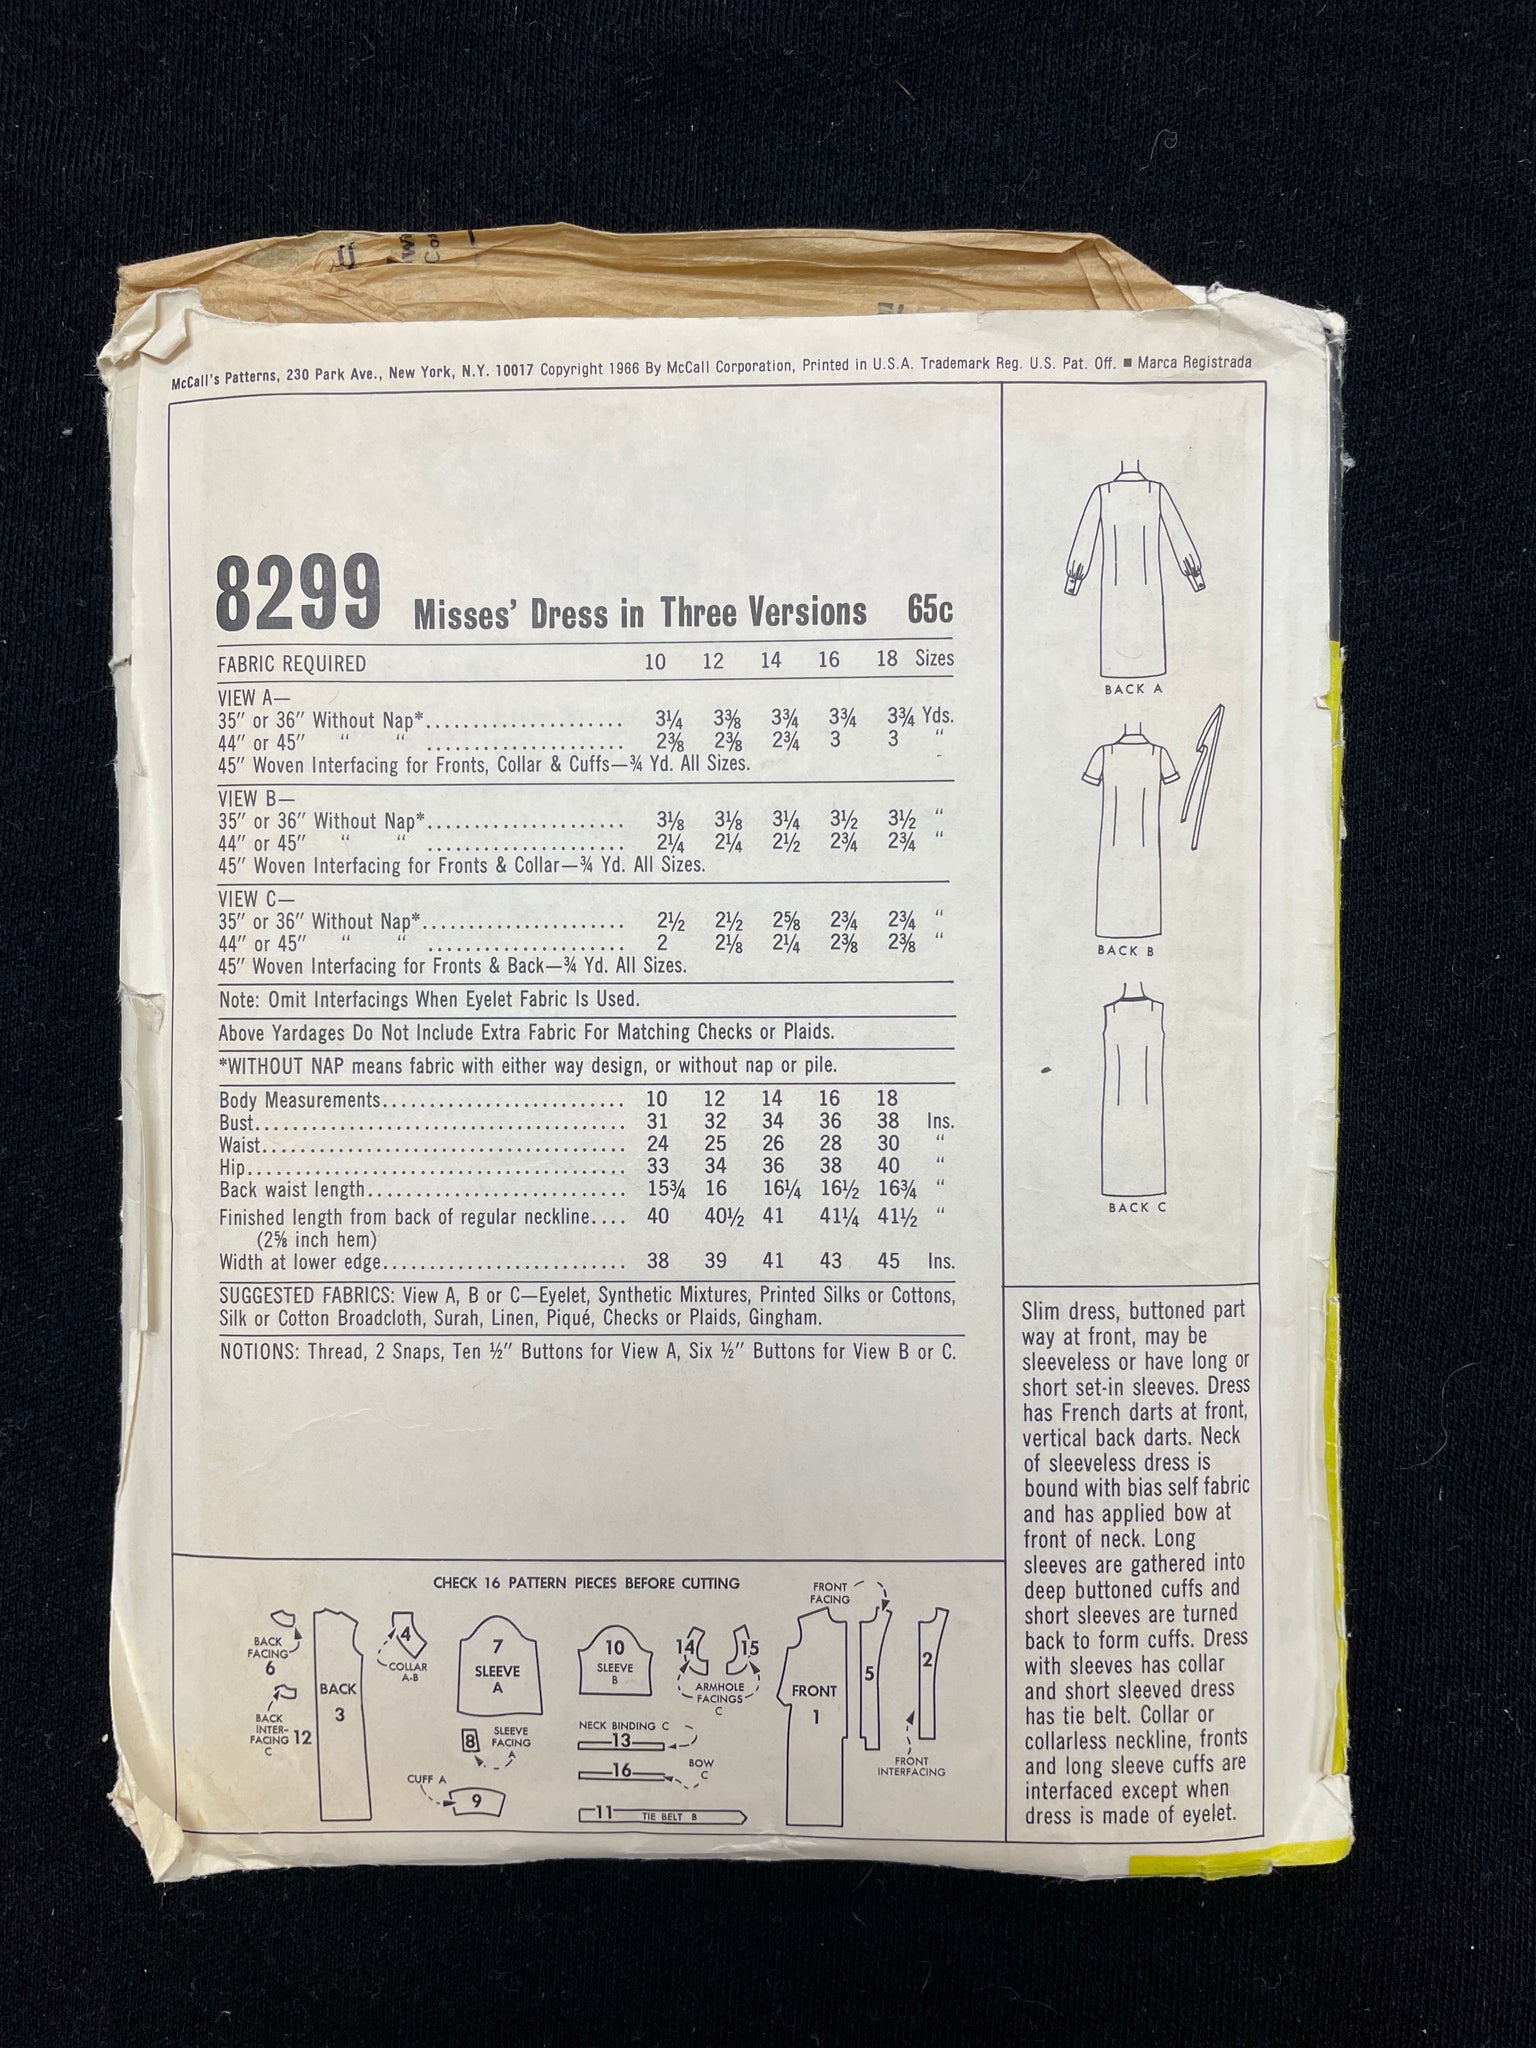 McCall's Patterns, 230 Park Ave., New York, N.Y. 10017 Copyright 1966 By McCall Corporation, Printed in U.S.A. Trademark Reg. U.S. Pat. Off. ■ Marca Registrada
8299 Misses' Dress in Three Versions 65c
FABRIC REQUIRED 10 12 14 16 18 Sizes
VIEW A—
35" or 36" Without Nap*..................... 3¼ 3⅜ 3¾ 3¾ 3¾ Yds.
44" or 45" " " ..................... 2⅜ 2⅜ 2¾ 3 3 "
45" Woven Interfacing for Fronts, Collar & Cuffs—¾ Yd. All Sizes.
VIEW B—
35" or 36" Without Nap*..................... 3⅛ 3⅛ 3¼ 3½ 3½ "
44" or 45" " " ..................... 2¼ 2¼ 2½ 2¾ 2¾ "
45" Woven Interfacing for Fronts & Collar—¾ Yd. All Sizes.
VIEW C—
35" or 36" Without Nap*..................... 2½ 2½ 2⅝ 2¾ 2¾ "
44" or 45" " " ..................... 2 2⅛ 2¼ 2⅜ 2⅜ "
45" Woven Interfacing for Fronts & Back—¾ Yd. All Sizes.
Note: Omit Interfacings When Eyelet Fabric Is Used.
Above Yardages Do Not Include Extra Fabric For Matching Checks or Plaids.
*WITHOUT NAP means fabric with either way design, or without nap or pile.
Body Measurements.......................... 10 12 14 16 18
Bust........................................ 31 32 34 36 38 Ins.
Waist....................................... 24 25 26 28 30 "
Hip......................................... 33 34 36 38 40 "
Back waist length............................ 15¾ 16 16¼ 16½ 16¾ "
Finished length from back of regular neckline.... 40 40½ 41 41¼ 41½ "
(2⅝ inch hem)
Width at lower edge.......................... 38 39 41 43 45 Ins.
SUGGESTED FABRICS: View A, B or C—Eyelet, Synthetic Mixtures, Printed Silks or Cottons,
Silk or Cotton Broadcloth, Surah, Linen, Piqué, Checks or Plaids, Gingham.
NOTIONS: Thread, 2 Snaps, Ten ½" Buttons for View A, Six ½" Buttons for View B or C.
BACK A
BACK B
BACK C
Slim dress, buttoned part
way at front, may be
sleeveless or have long or
short set-in sleeves. Dress
has French darts at front,
vertical back darts. Neck
of sleeveless dress is
bound with bias self fabric
and has applied bow at
front of neck. Long
sleeves are gathered into
deep buttoned cuffs and
short sleeves are turned
back to form cuffs. Dress
with sleeves has collar
and short sleeved dress
has tie belt. Collar or
collarless neckline, fronts
and long sleeve cuffs are
interfaced except when
dress is made of eyelet.
CHECK 16 PATTERN PIECES BEFORE CUTTING
BACK
FACING
6
BACK
INTER-
FACING 12
C
BACK
3
4
COLLAR
A-B
7
SLEEVE
A
8
SLEEVE
FACING
A
CUFF A
9
10
SLEEVE
B
14
15
ARMHOLE
FACINGS
C
NECK BINDING C
13
16
BOW
C
11 TIE BELT B
FRONT
FACING
FRONT
1
5
2
FRONT
INTERFACING